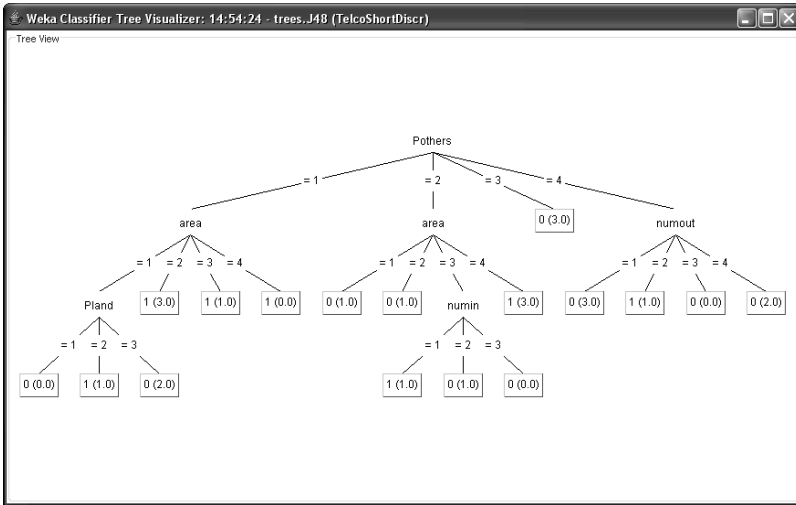 Weka Classifier Tree Visualizer: 14:54:24 - trees.J48 (TelcoShortDiscr)
Tree View
Pothers
= 1 = 2 = 3 = 4
area area 0 (3.0) numout
= 1 = 2 = 3 = 4 = 1 = 2 = 3 = 4 = 1 = 2 = 3 = 4
Pland 1 (3.0) 1 (1.0) 1 (0.0) 0 (1.0) 0 (1.0) numin 1 (3.0) 0 (3.0) 1 (1.0) 0 (0.0) 0 (2.0)
= 1 = 2 = 3 = 1 = 2 = 3
0 (0.0) 1 (1.0) 0 (2.0) 1 (1.0) 0 (1.0) 0 (0.0)